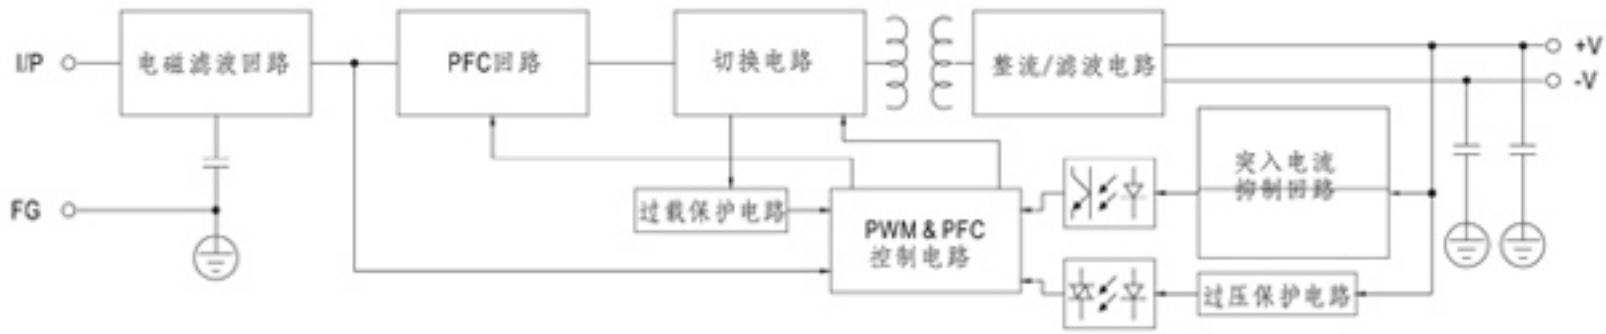 I/P
电磁滤波回路
PFC回路
切换电路
整流/滤波电路
+V
-V
突入电流
抑制回路
FG
过载保护电路
PWM & PFC
控制电路
过压保护电路